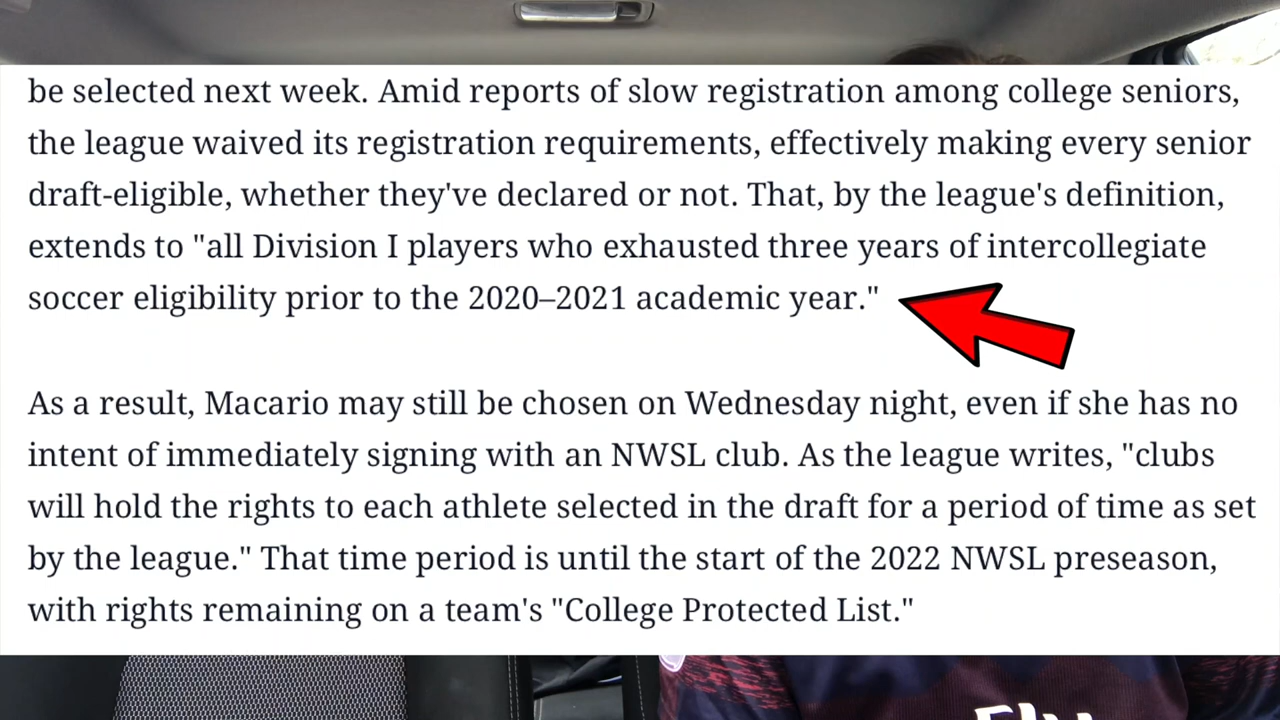 be selected next week. Amid reports of slow registration among college seniors,
the league waived its registration requirements, effectively making every senior
draft-eligible, whether they've declared or not. That, by the league's definition,
extends to "all Division I players who exhausted three years of intercollegiate
soccer eligibility prior to the 2020–2021 academic year."
As a result, Macario may still be chosen on Wednesday night, even if she has no
intent of immediately signing with an NWSL club. As the league writes, "clubs
will hold the rights to each athlete selected in the draft for a period of time as set
by the league." That time period is until the start of the 2022 NWSL preseason,
with rights remaining on a team's "College Protected List."